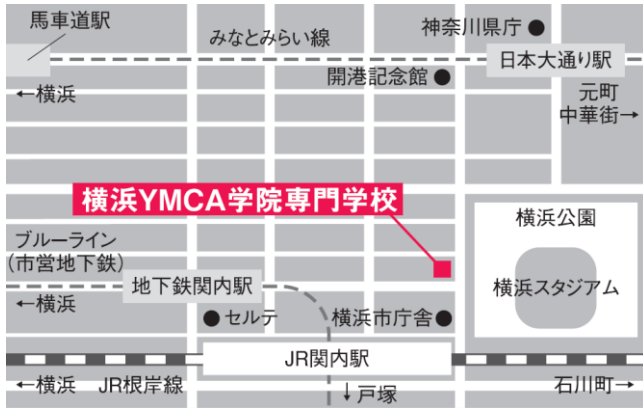 馬車道駅
みなとみらい線
神奈川県庁
日本大通り駅
開港記念館
←横浜
元町
中華街→
横浜YMCA学院専門学校
横浜公園
ブルーライン
(市営地下鉄)
横浜スタジアム
地下鉄関内駅
←横浜
セルテ
横浜市庁舎
JR関内駅
←横浜
JR根岸線
↓戸塚
石川町→